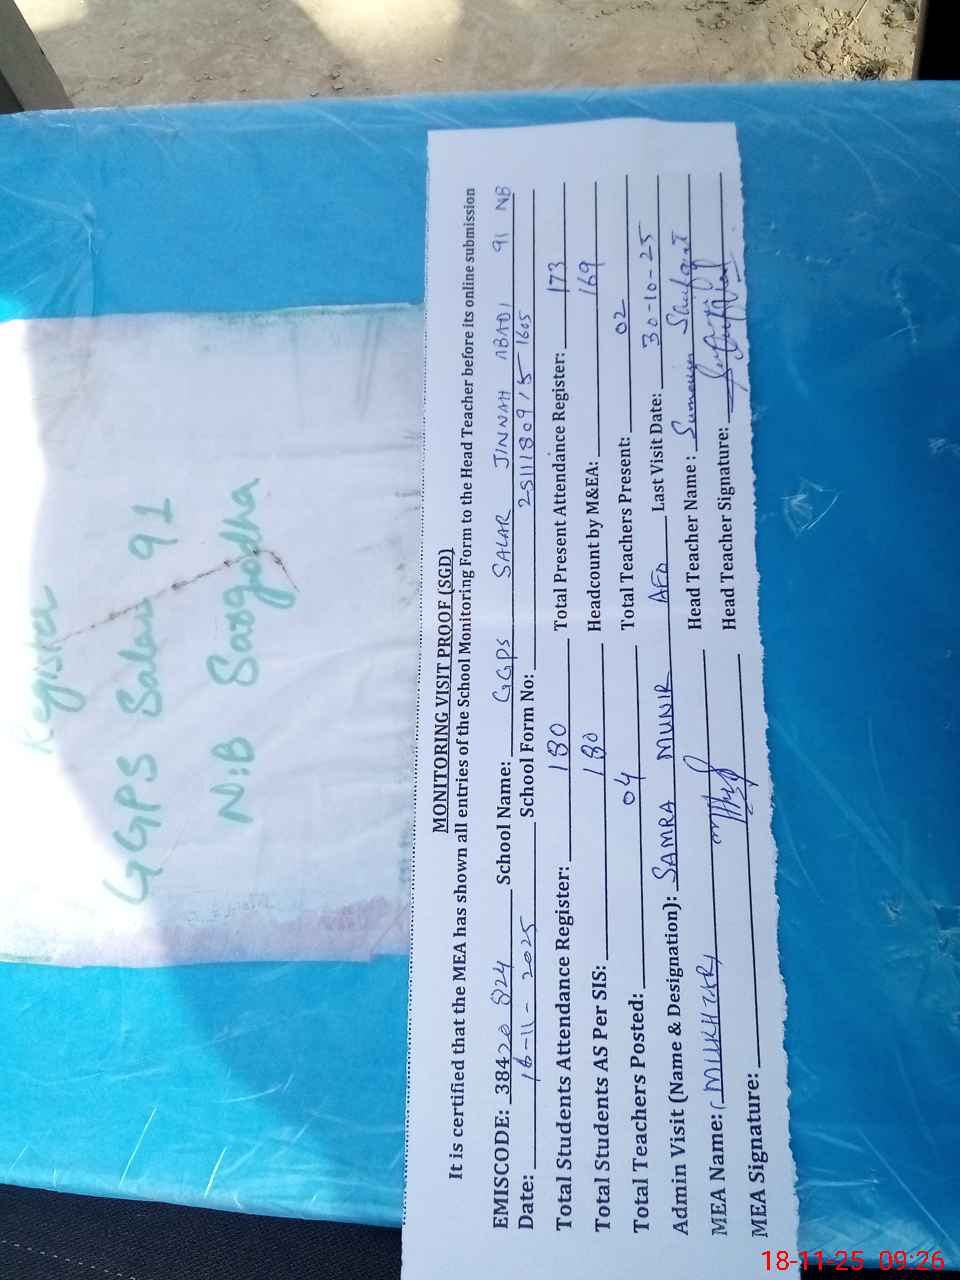 Register
GGPS Salar 91
N:B Sargodha
MONITORING VISIT PROOF (SGD)
It is certified that the MEA has shown all entries of the School Monitoring Form to the Head Teacher before its online submission
EMISCODE: 38420824 School Name: GGPS SALAR JINNAH ABADI 91 NB
Date: 18-11-2025 School Form No:
Total Students Attendance Register: 180 Total Present Attendance Register: 173
Total Students AS Per SIS: 180 Headcount by M&EA: 169
Total Teachers Posted: 04 Total Teachers Present: 02
Admin Visit (Name & Designation): SAMRA MUNIR AEO Last Visit Date: 30-10-25
MEA Name: Head Teacher Name:
MEA Signature: Head Teacher Signature:
18-11-25 09:26